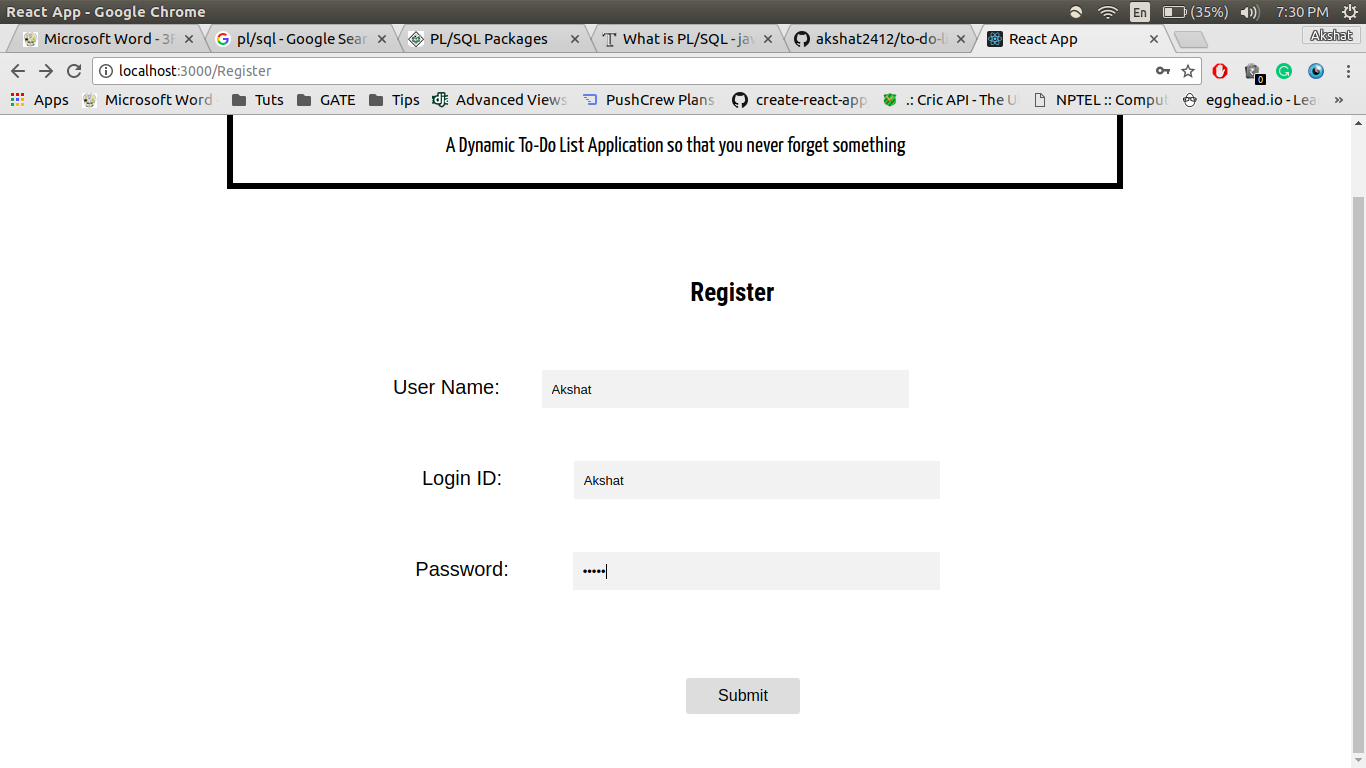 React App - Google Chrome En (35%) 7:30 PM
Microsoft Word - 3 pl/sql - Google Sear PL/SQL Packages What is PL/SQL - jav akshat2412/to-do-l React App Akshat
localhost:3000/Register 0
Apps Microsoft Word Tuts GATE Tips Advanced Views PushCrew Plans create-react-app .: Cric API - The U NPTEL :: Comput egghead.io - Lea »
A Dynamic To-Do List Application so that you never forget something
Register
User Name: Akshat
Login ID: Akshat
Password: •••••
Submit